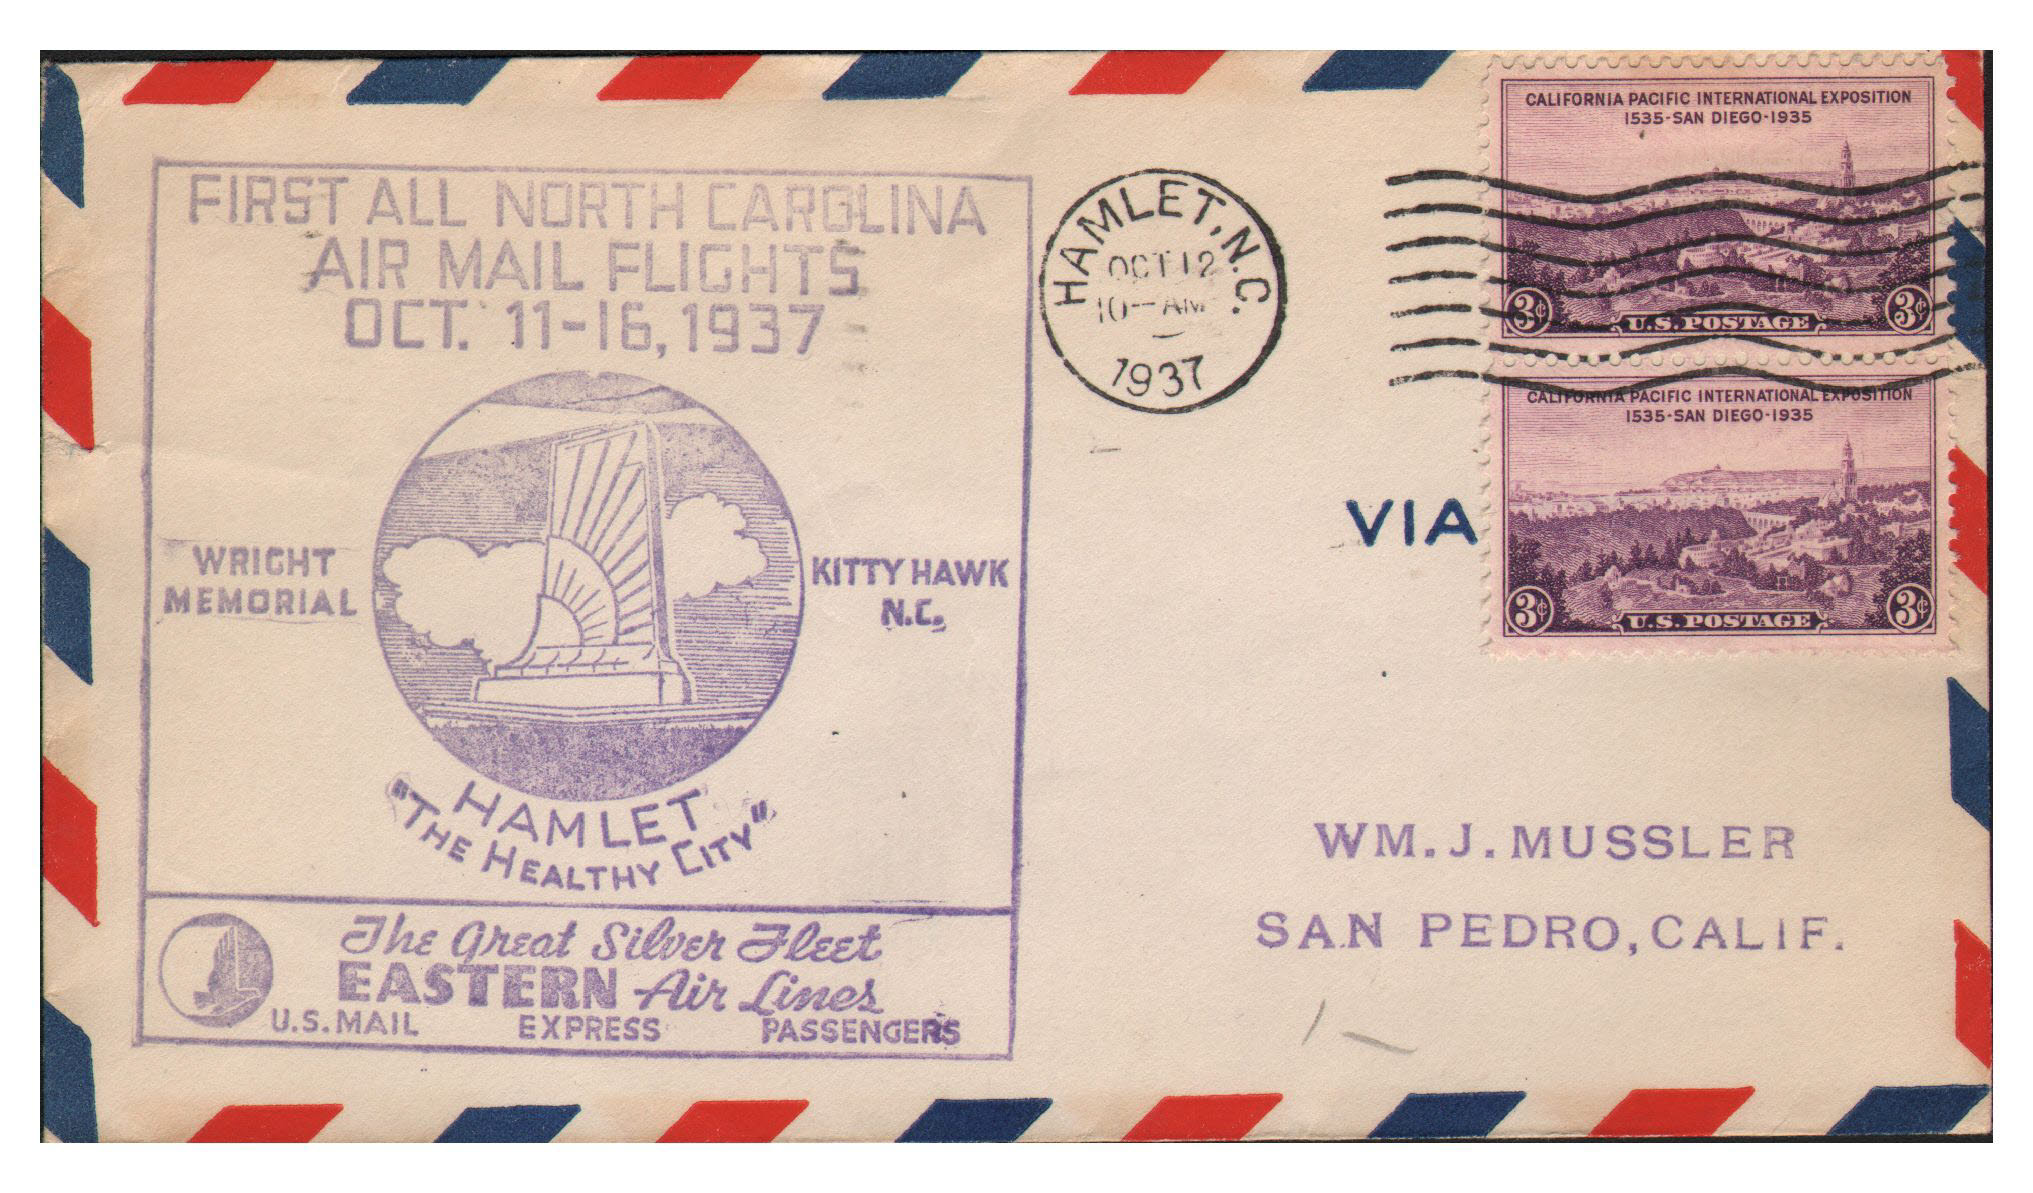 FIRST ALL NORTH CAROLINA
AIR MAIL FLIGHTS
OCT. 11-16, 1937
WRIGHT
MEMORIAL
KITTY HAWK
N.C.
HAMLET
"THE HEALTHY CITY"
The Great Silver Fleet
EASTERN Air Lines
U.S. MAIL EXPRESS PASSENGERS
HAMLET, N.C.
OCT 12
10-AM
1937
CALIFORNIA PACIFIC INTERNATIONAL EXPOSITION
1535-SAN DIEGO-1935
3¢ U.S. POSTAGE 3¢
CALIFORNIA PACIFIC INTERNATIONAL EXPOSITION
1535-SAN DIEGO-1935
3¢ U.S. POSTAGE 3¢
VIA
WM. J. MUSSLER
SAN PEDRO, CALIF.